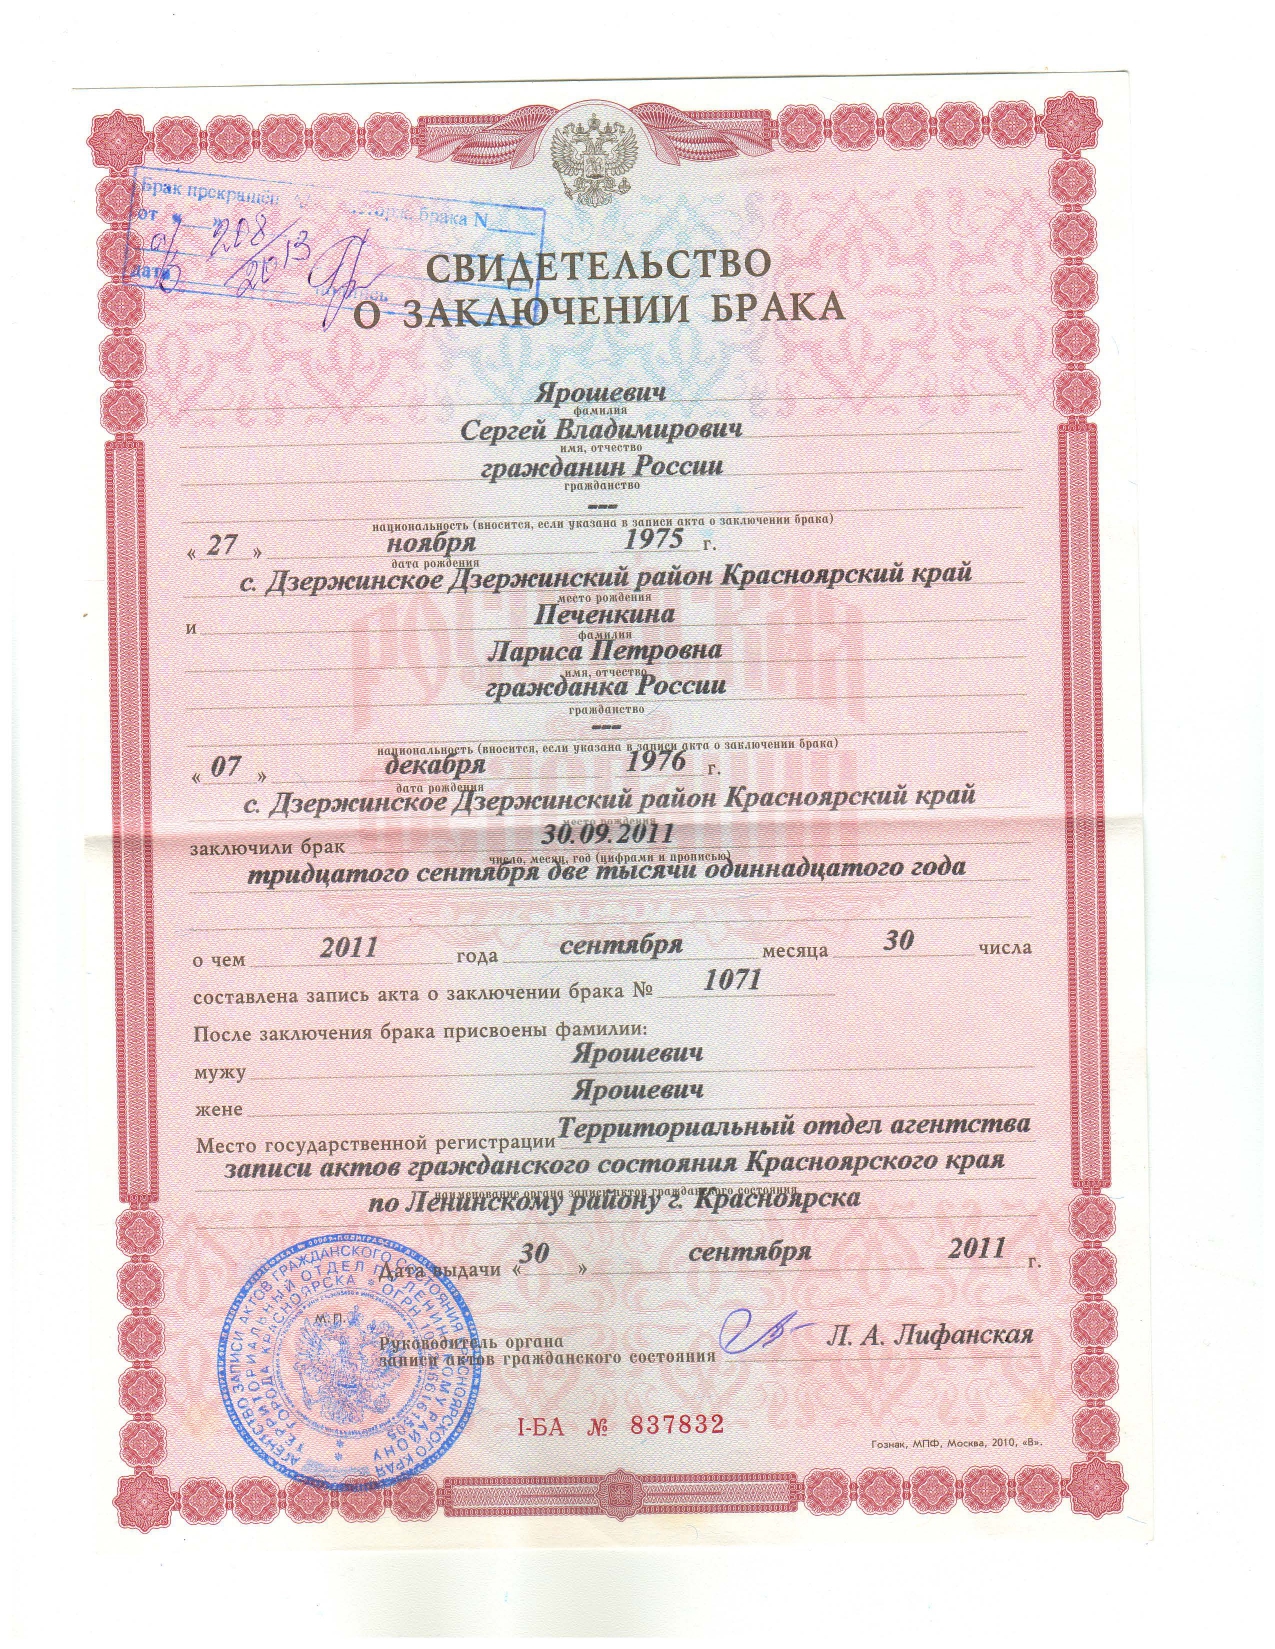 Брак прекращен
брака N
от « »
208
2013
дата
СВИДЕТЕЛЬСТВО
О ЗАКЛЮЧЕНИИ БРАКА
Ярошевич
фамилия
Сергей Владимирович
имя, отчество
гражданин России
гражданство
---
национальность (вносится, если указана в записи акта о заключении брака)
« 27 » ноября 1975 г.
дата рождения
с. Дзержинское Дзержинский район Красноярский край
место рождения
и Печенкина
фамилия
Лариса Петровна
имя, отчество
гражданка России
гражданство
---
национальность (вносится, если указана в записи акта о заключении брака)
« 07 » декабря 1976 г.
дата рождения
с. Дзержинское Дзержинский район Красноярский край
место рождения
заключили брак 30.09.2011
число, месяц, год (цифрами и прописью)
тридцатого сентября две тысячи одиннадцатого года
о чем 2011 года сентября месяца 30 числа
составлена запись акта о заключении брака № 1071
После заключения брака присвоены фамилии:
мужу Ярошевич
жене Ярошевич
Место государственной регистрации Территориальный отдел агентства
записи актов гражданского состояния Красноярского края
наименование органа записи актов гражданского состояния
по Ленинскому району г. Красноярска
Дата выдачи « 30 » сентября 2011 г.
М.П.
Руководитель органа
записи актов гражданского состояния Л. А. Лифанская
АГЕНТСТВО ЗАПИСИ АКТОВ ГРАЖДАНСКОГО СОСТОЯНИЯ КРАСНОЯРСКОГО КРАЯ
ТЕРРИТОРИАЛЬНЫЙ ОТДЕЛ ПО ЛЕНИНСКОМУ РАЙОНУ
ГОРОДА КРАСНОЯРСКА * ОГРН
I-БА № 837832
Гознак, МПФ, Москва, 2010, «В».